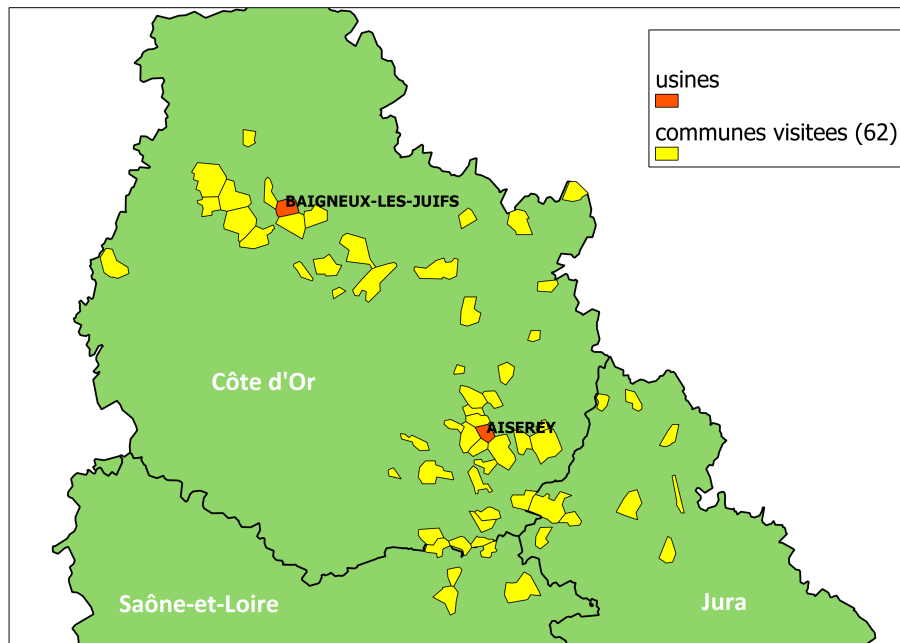 usines
communes visitees (62)
BAIGNEUX-LES-JUIFS
Côte d'Or
AISEREY
Saône-et-Loire
Jura